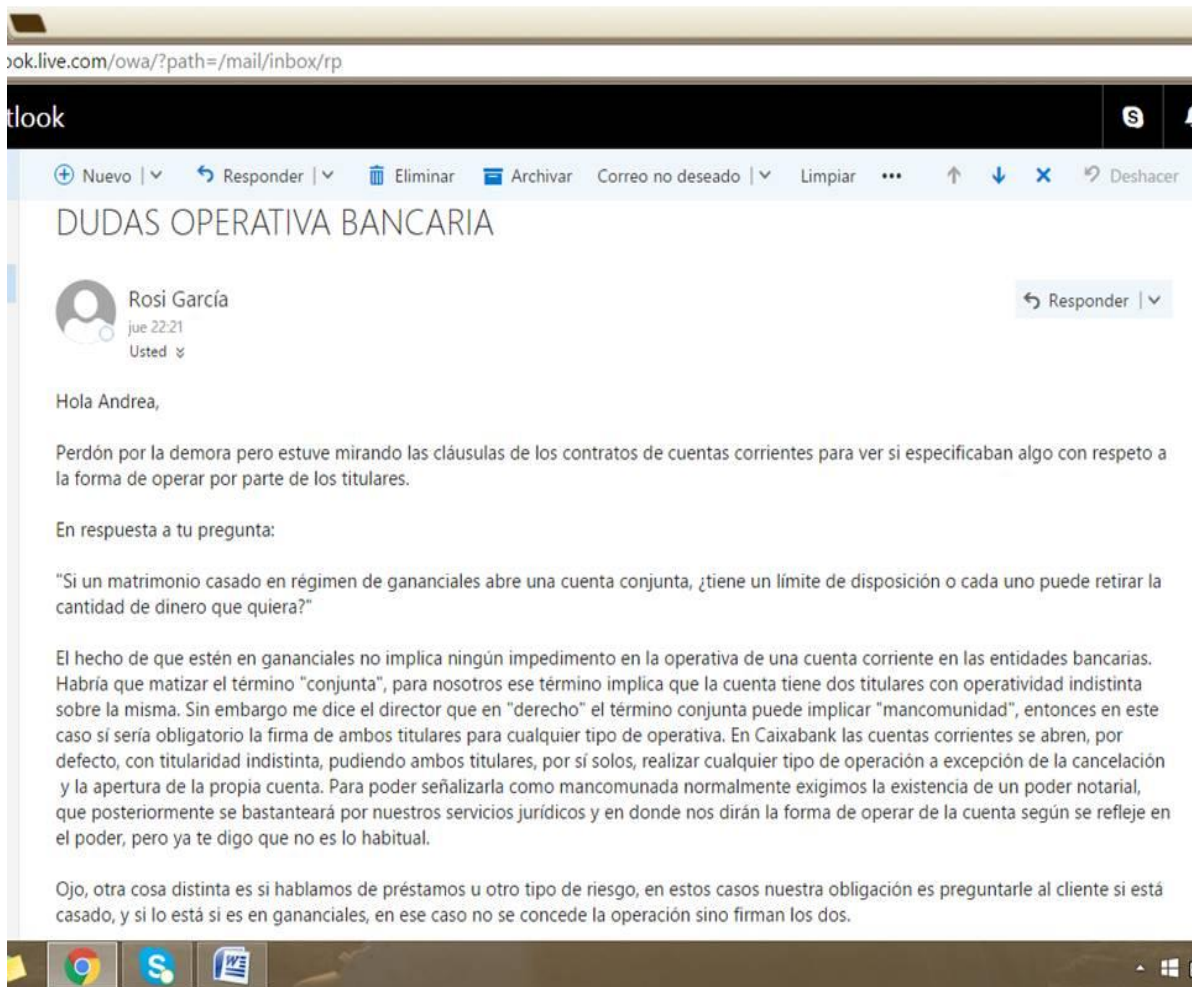 ook.live.com/owa/?path=/mail/inbox/rp
tlook
Nuevo | Responder | Eliminar Archivar Correo no deseado | Limpiar ••• Deshacer
DUDAS OPERATIVA BANCARIA
Rosi García
Responder |
jue 22:21
Usted
Hola Andrea,
Perdón por la demora pero estuve mirando las cláusulas de los contratos de cuentas corrientes para ver si especificaban algo con respeto a
la forma de operar por parte de los titulares.
En respuesta a tu pregunta:
"Si un matrimonio casado en régimen de gananciales abre una cuenta conjunta, ¿tiene un límite de disposición o cada uno puede retirar la
cantidad de dinero que quiera?"
El hecho de que estén en gananciales no implica ningún impedimento en la operativa de una cuenta corriente en las entidades bancarias.
Habría que matizar el término "conjunta", para nosotros ese término implica que la cuenta tiene dos titulares con operatividad indistinta
sobre la misma. Sin embargo me dice el director que en "derecho" el término conjunta puede implicar "mancomunidad", entonces en este
caso sí sería obligatorio la firma de ambos titulares para cualquier tipo de operativa. En Caixabank las cuentas corrientes se abren, por
defecto, con titularidad indistinta, pudiendo ambos titulares, por sí solos, realizar cualquier tipo de operación a excepción de la cancelación
y la apertura de la propia cuenta. Para poder señalizarla como mancomunada normalmente exigimos la existencia de un poder notarial,
que posteriormente se bastanteará por nuestros servicios jurídicos y en donde nos dirán la forma de operar de la cuenta según se refleje en
el poder, pero ya te digo que no es lo habitual.
Ojo, otra cosa distinta es si hablamos de préstamos u otro tipo de riesgo, en estos casos nuestra obligación es preguntarle al cliente si está
casado, y si lo está si es en gananciales, en ese caso no se concede la operación sino firman los dos.